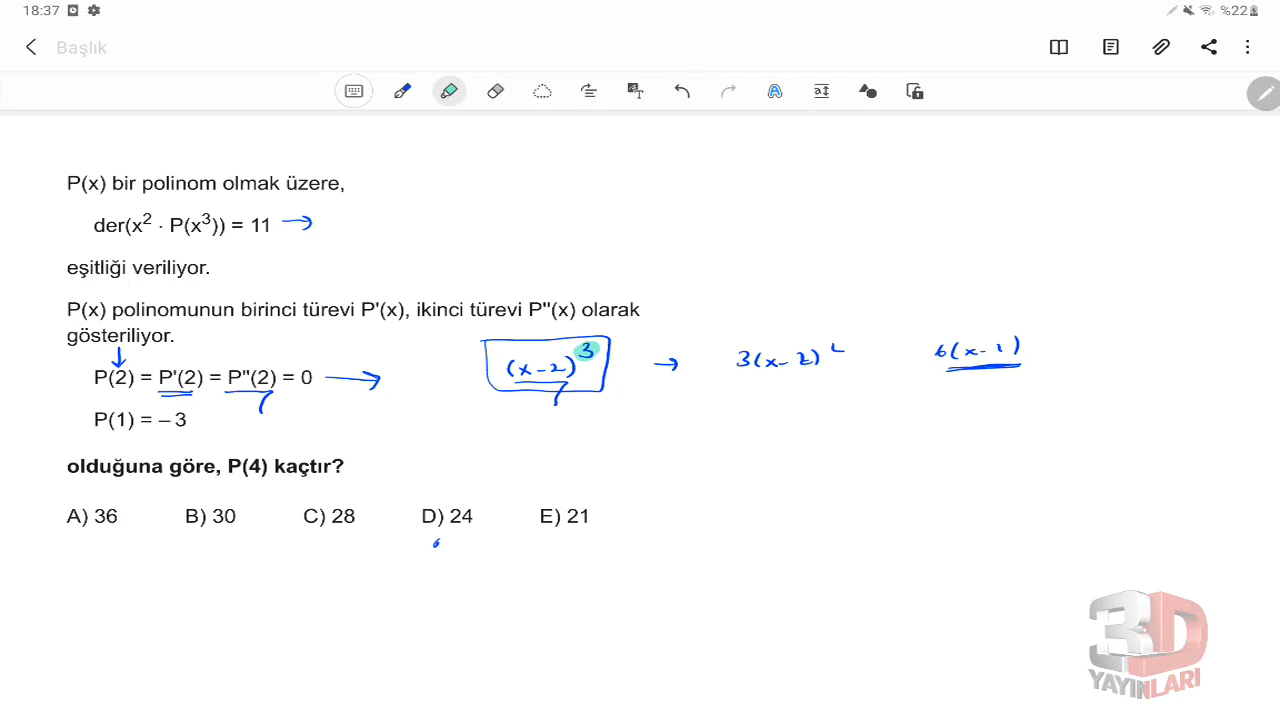 18:37 %22
Başlık
P(x) bir polinom olmak üzere,
der(x² · P(x³)) = 11 →
eşitliği veriliyor.
P(x) polinomunun birinci türevi P'(x), ikinci türevi P''(x) olarak
gösteriliyor.
P(2) = P'(2) = P''(2) = 0 → (x-2)³ → 3(x-2)² 6(x-2)
P(1) = – 3
olduğuna göre, P(4) kaçtır?
A) 36 B) 30 C) 28 D) 24 E) 21
3D
YAYINLARI